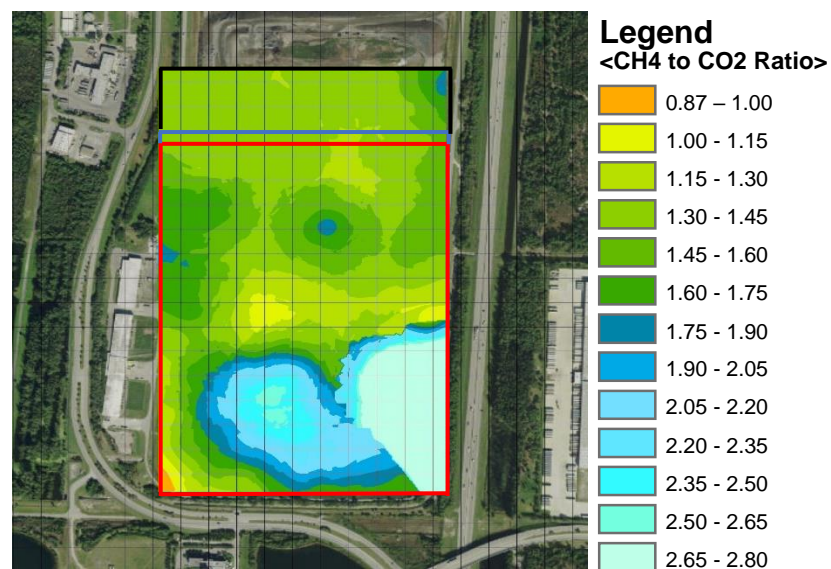 Legend
<CH4 to CO2 Ratio>
0.87 – 1.00
1.00 - 1.15
1.15 - 1.30
1.30 - 1.45
1.45 - 1.60
1.60 - 1.75
1.75 - 1.90
1.90 - 2.05
2.05 - 2.20
2.20 - 2.35
2.35 - 2.50
2.50 - 2.65
2.65 - 2.80